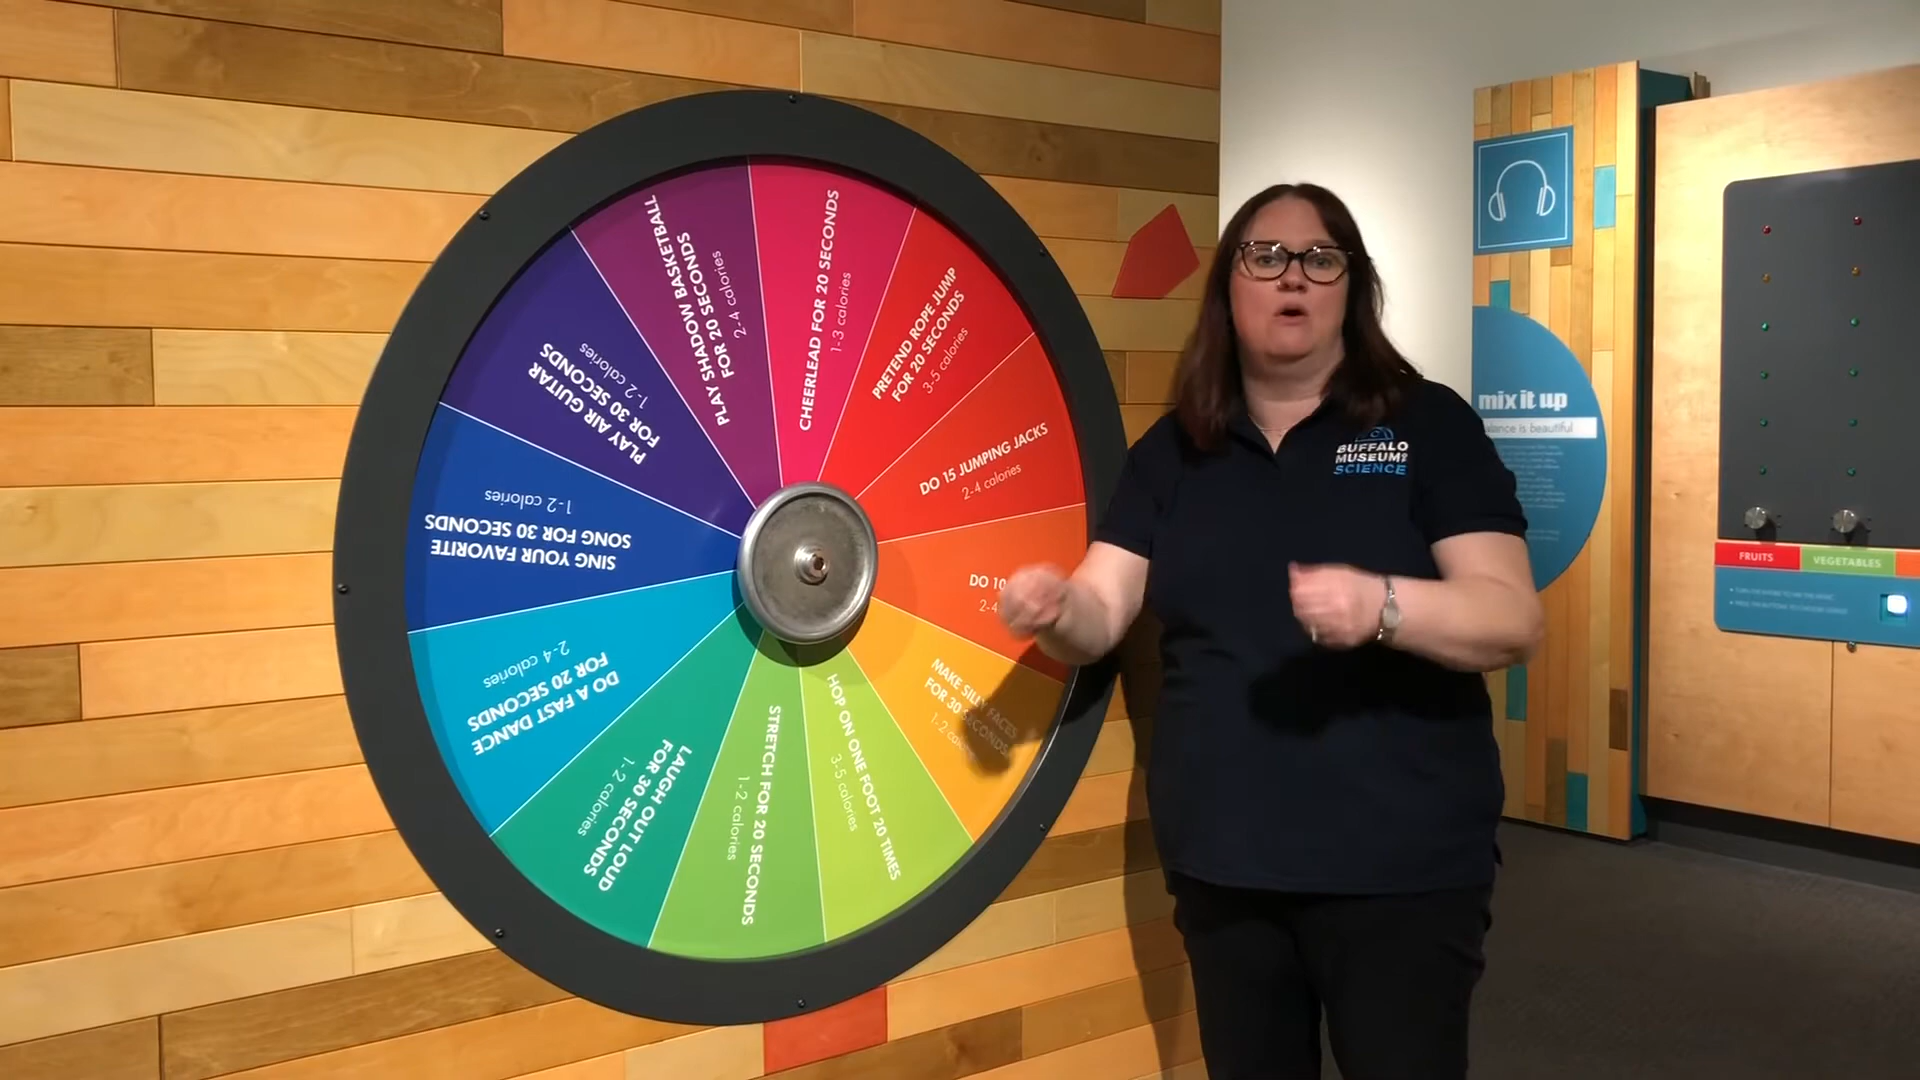 PLAY SHADOW BASKETBALL
FOR 20 SECONDS
2-4 calories
CHEERLEAD FOR 20 SECONDS
1-3 calories
PRETEND ROPE JUMP
FOR 20 SECONDS
3-5 calories
DO 15 JUMPING JACKS
2-4 calories
DO 10
2-4
MAKE SILLY FACES
FOR 30 SECONDS
1-2
HOP ON ONE FOOT 20 TIMES
3-5 calories
STRETCH FOR 20 SECONDS
1-2 calories
LAUGH OUT LOUD
FOR 30 SECONDS
1-2 calories
DO A FAST DANCE
FOR 20 SECONDS
2-4 calories
SING YOUR FAVORITE
SONG FOR 30 SECONDS
1-2 calories
PLAY AIR GUITAR
FOR 30 SECONDS
1-2 calories
BUFFALO
MUSEUM OF
SCIENCE
mix it up
is beautiful
FRUITS
VEGETABLES